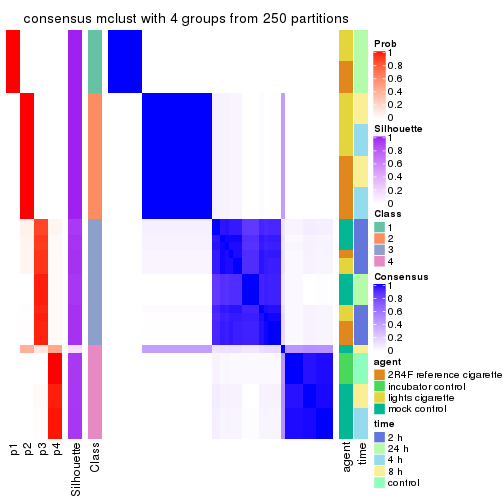 consensus mclust with 4 groups from 250 partitions
Prob
1
0.8
0.6
0.4
0.2
0
Silhouette
1
0.8
0.6
0.4
0.2
0
Class
1
2
3
4
Consensus
1
0.8
0.6
0.4
0.2
0
agent
2R4F reference cigarette
incubator control
lights cigarette
mock control
time
2 h
24 h
4 h
8 h
control
p1
p2
p3
p4
Silhouette
Class
agent
time